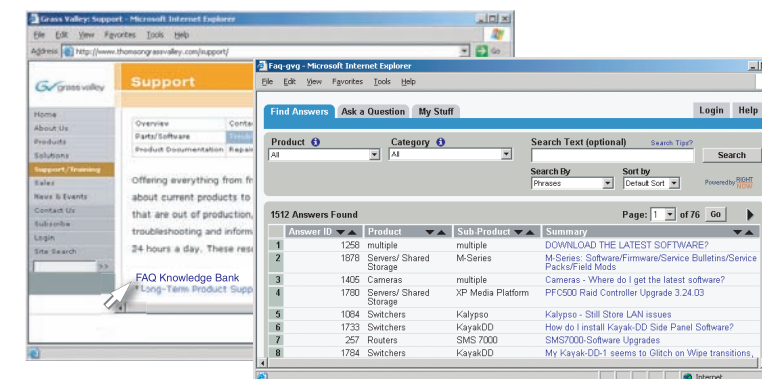 Grass Valley: Support - Microsoft Internet Explorer
File Edit View Favorites Tools Help
Address http://www.thomsongrassvalley.com/support/ Go
grass valley
Support
Home
About Us
Products
Solutions
Support/Training
Sales
News & Events
Contact Us
Subscribe
Login
Site Search
>>
Overview
Parts/Software
Product Documentation
Offering everything from
about current products to
that are out of production,
troubleshooting and inform
24 hours a day. These
FAQ Knowledge Bank
Long-Term Product Supp
Faq-gvg - Microsoft Internet Explorer
File Edit View Favorites Tools Help
Find Answers Ask a Question My Stuff Login Help
Product Category Search Text (optional) Search Tips?
All All Search
Search By Sort by
Phrases Default Sort Powered by RIGHT NOW
1512 Answers Found Page: 1 of 76 Go
Answer ID Product Sub-Product Summary
1 1258 multiple multiple DOWNLOAD THE LATEST SOFTWARE?
2 1878 Servers/ Shared Storage M-Series M-Series: Software/Firmware/Service Bulletins/Service Packs/Field Mods
3 1405 Cameras multiple Cameras - Where do I get the latest software?
4 1780 Servers/ Shared Storage XP Media Platform PFC500 Raid Controller Upgrade 3.24.03
5 1084 Switchers Kalypso Kalypso - Still Store LAN issues
6 1733 Switchers KayakDD How do I install Kayak-DD Side Panel Software?
7 257 Routers SMS 7000 SMS7000-Software Upgrades
8 1784 Switchers KayakDD My Kayak-DD-1 seems to Glitch on Wipe transitions,
Internet